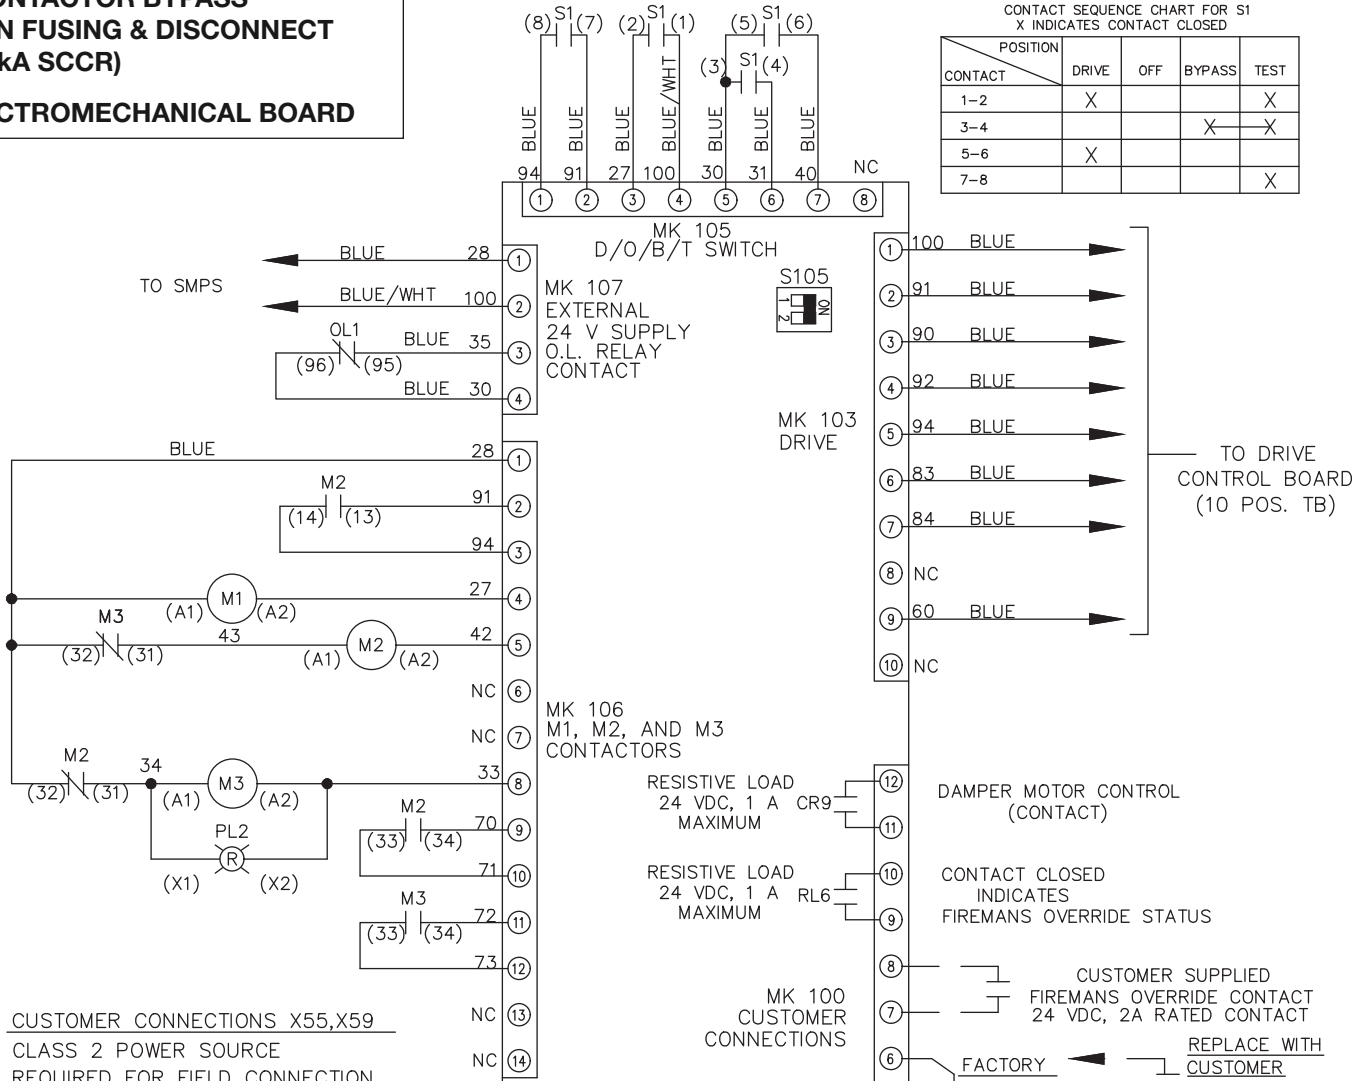 CONTACTOR BYPASS
N FUSING & DISCONNECT
kA SCCR)
CTROMECHANICAL BOARD
CONTACT SEQUENCE CHART FOR S1
X INDICATES CONTACT CLOSED
POSITION
CONTACT DRIVE OFF BYPASS TEST
1-2 X X
3-4 X X
5-6 X
7-8 X
(8) S1 (7) (2) S1 (1) (5) S1 (6)
(3) S1 (4)
BLUE BLUE BLUE BLUE/WHT BLUE BLUE BLUE
94 91 27 100 30 31 40 NC
1 2 3 4 5 6 7 8
MK 105
D/O/B/T SWITCH
S105
1 2 ON
TO SMPS
BLUE 28 1
BLUE/WHT 100 2
OL1 BLUE 35 3
(96) (95)
BLUE 30 4
MK 107
EXTERNAL
24 V SUPPLY
O.L. RELAY
CONTACT
BLUE 28 1
M2 91 2
(14) (13)
94 3
M1 27 4
(A1) (A2)
M3 43 M2 42 5
(32) (31) (A1) (A2)
NC 6
NC 7
MK 106
M1, M2, AND M3
CONTACTORS
M2 34 M3 33 8
(32) (31) (A1) (A2)
PL2
R
(X1) (X2)
M2 70 9
(33) (34)
71 10
M3 72 11
(33) (34)
73 12
NC 13
NC 14
MK 103
DRIVE
1 100 BLUE
2 91 BLUE
3 90 BLUE
4 92 BLUE
5 94 BLUE
6 83 BLUE
7 84 BLUE
8 NC
9 60 BLUE
10 NC
TO DRIVE
CONTROL BOARD
(10 POS. TB)
RESISTIVE LOAD
24 VDC, 1 A CR9
MAXIMUM
12
11
DAMPER MOTOR CONTROL
(CONTACT)
RESISTIVE LOAD
24 VDC, 1 A RL6
MAXIMUM
10
9
CONTACT CLOSED
INDICATES
FIREMANS OVERRIDE STATUS
MK 100
CUSTOMER
CONNECTIONS
8
7
6
CUSTOMER SUPPLIED
FIREMANS OVERRIDE CONTACT
24 VDC, 2A RATED CONTACT
FACTORY
REPLACE WITH
CUSTOMER
CUSTOMER CONNECTIONS X55,X59
CLASS 2 POWER SOURCE
REQUIRED FOR FIELD CONNECTION